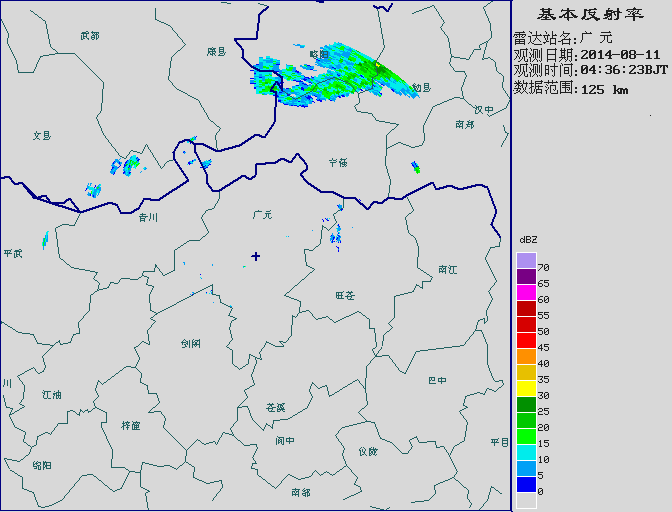 基本反射率
雷达站名:广 元
观测日期:2014-08-11
观测时间:04:36:23BJT
数据范围:125 km
武都
康县
略阳
勉县
汉中
南郑
文县
宁强
青川
广元
平武
南江
旺苍
剑阁
川
江油
巴中
苍溪
梓潼
阆中
仪陇
平昌
绵阳
南部
dBZ
70
65
60
55
50
45
40
35
30
25
20
15
10
5
0